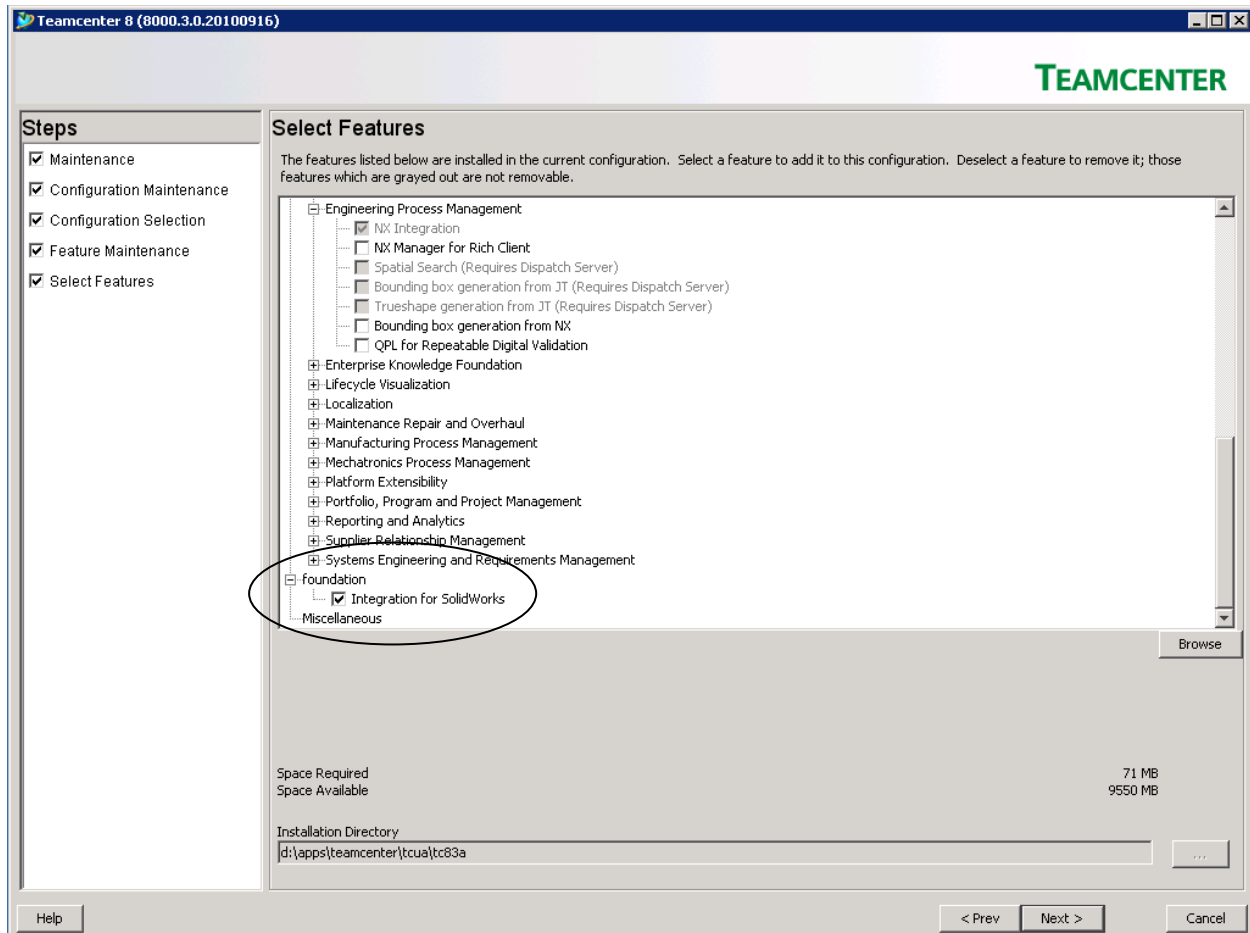 Teamcenter 8 (8000.3.0.20100916)
TEAMCENTER
Steps
Maintenance
Configuration Maintenance
Configuration Selection
Feature Maintenance
Select Features
Select Features
The features listed below are installed in the current configuration. Select a feature to add it to this configuration. Deselect a feature to remove it; those
features which are grayed out are not removable.
Engineering Process Management
NX Integration
NX Manager for Rich Client
Spatial Search (Requires Dispatch Server)
Bounding box generation from JT (Requires Dispatch Server)
Trueshape generation from JT (Requires Dispatch Server)
Bounding box generation from NX
QPL for Repeatable Digital Validation
Enterprise Knowledge Foundation
Lifecycle Visualization
Localization
Maintenance Repair and Overhaul
Manufacturing Process Management
Mechatronics Process Management
Platform Extensibility
Portfolio, Program and Project Management
Reporting and Analytics
Supplier Relationship Management
Systems Engineering and Requirements Management
foundation
Integration for SolidWorks
Miscellaneous
Browse
Space Required 71 MB
Space Available 9550 MB
Installation Directory
d:\apps\teamcenter\tcua\tc83a
...
Help < Prev Next > Cancel